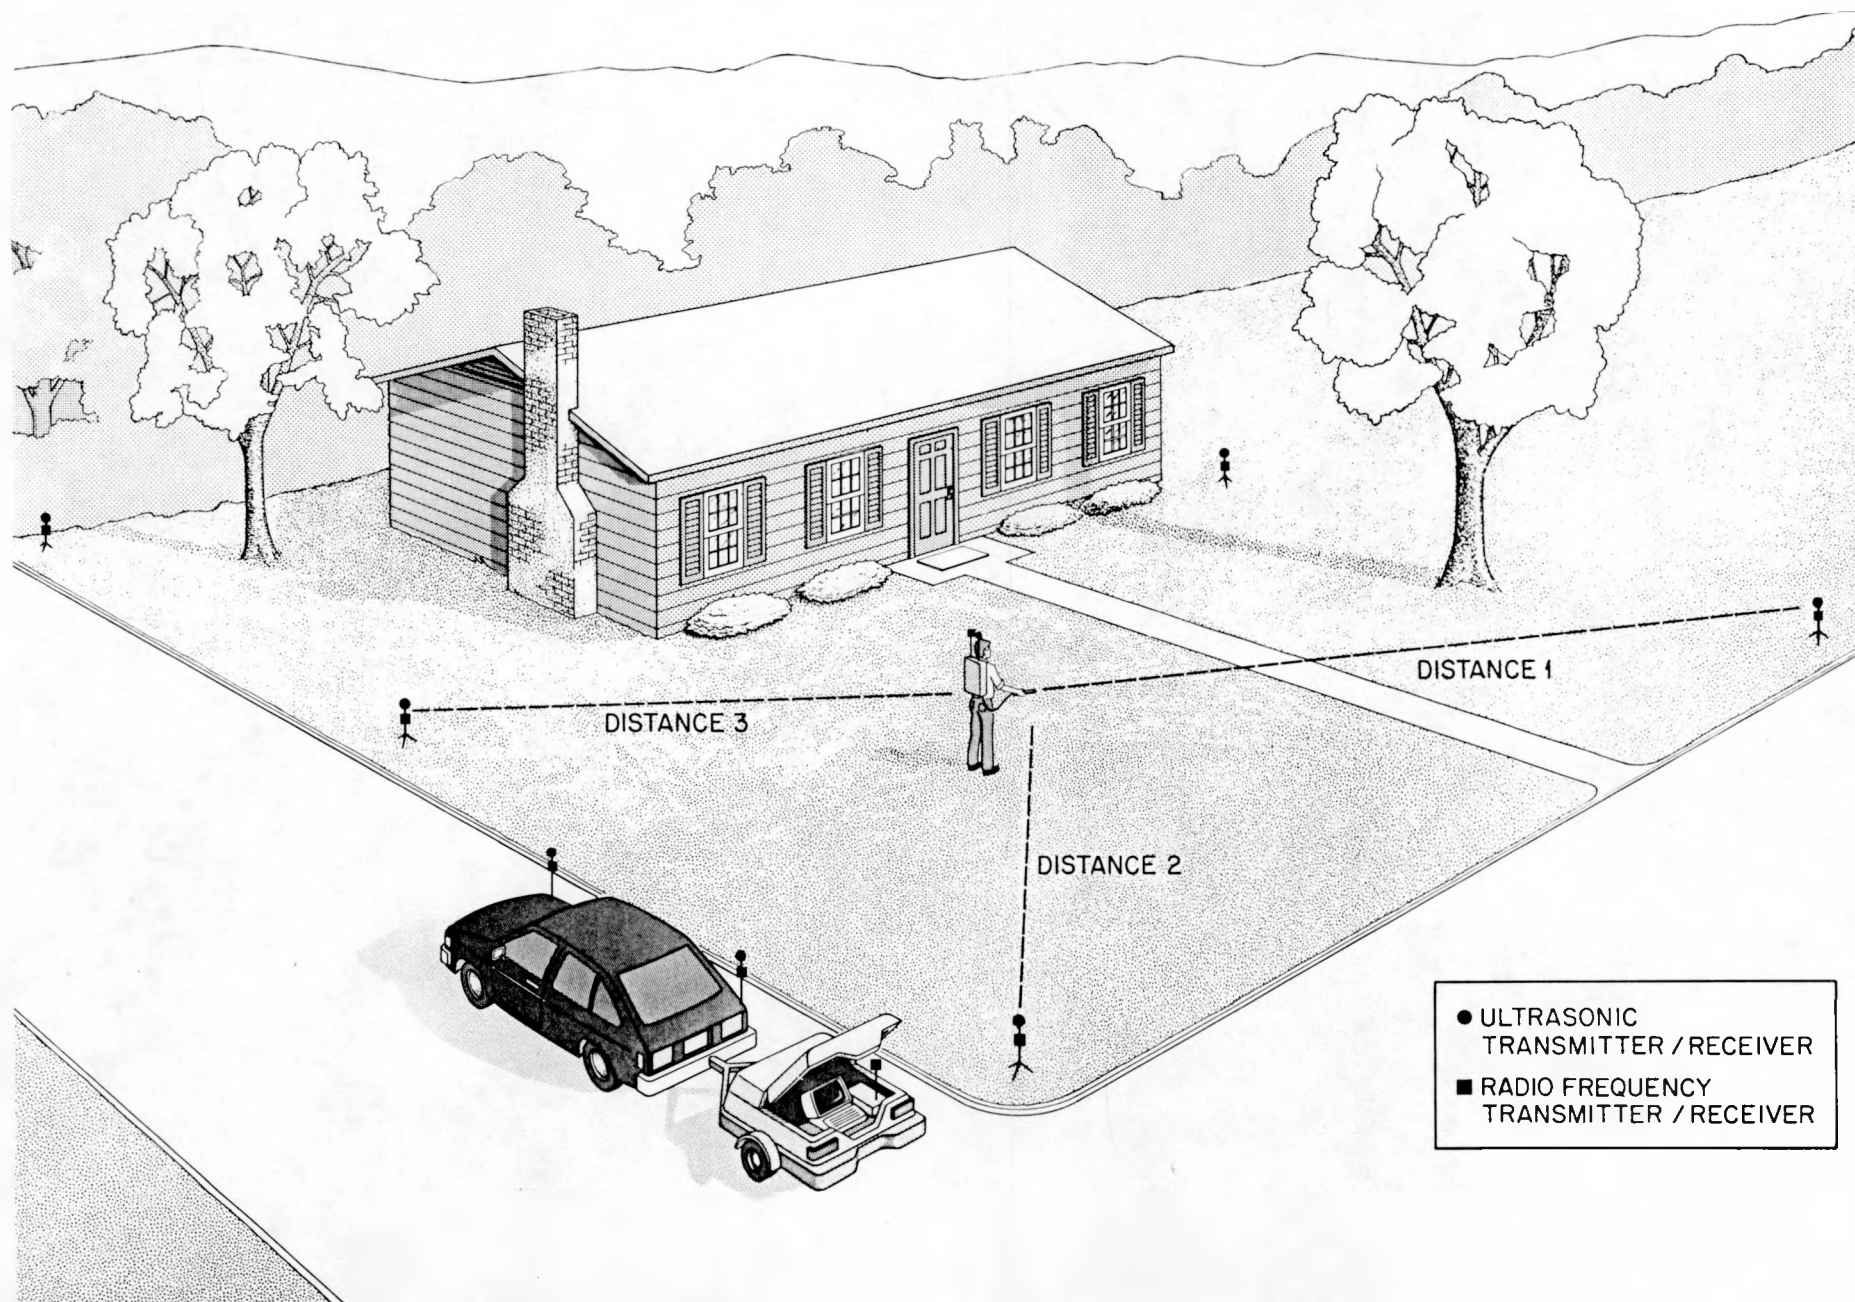 DISTANCE 1
DISTANCE 3
DISTANCE 2
ULTRASONIC
TRANSMITTER / RECEIVER
RADIO FREQUENCY
TRANSMITTER / RECEIVER